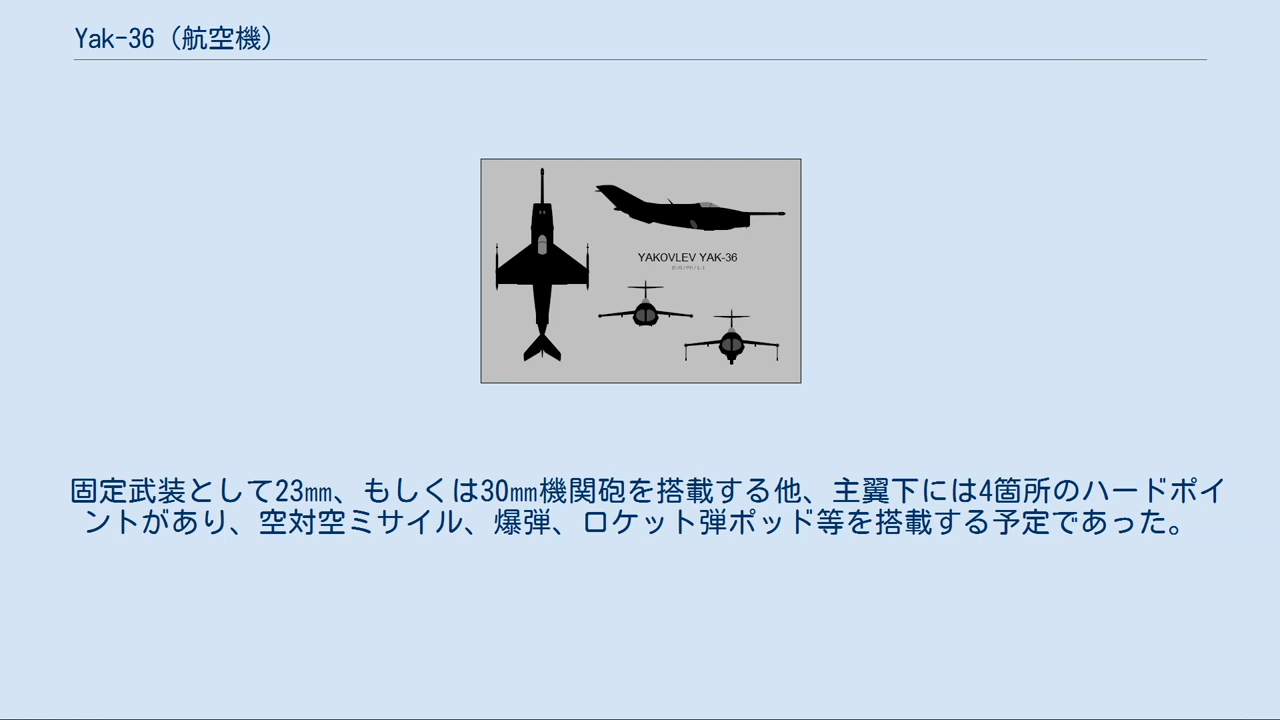 Yak-36（航空機）
YAKOVLEV YAK-36
固定武装として23㎜、もしくは30㎜機関砲を搭載する他、主翼下には4箇所のハードポイ
ントがあり、空対空ミサイル、爆弾、ロケット弾ポッド等を搭載する予定であった。